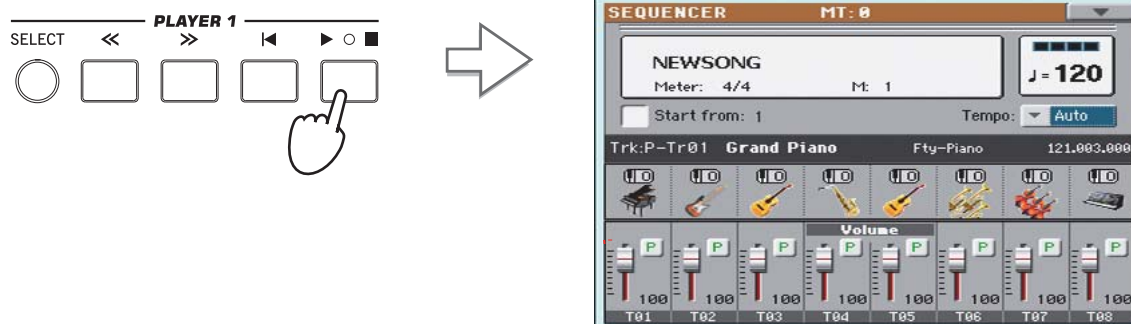 PLAYER 1
SELECT
SEQUENCER MT: 0
NEWSONG
Meter: 4/4 M: 1
♩ = 120
Start from: 1 Tempo: Auto
Trk:P-Tr01 Grand Piano Fty-Piano 121.003.000
Volume
P P P P P P P P
100 100 100 100 100 100 100 100
T01 T02 T03 T04 T05 T06 T07 T08